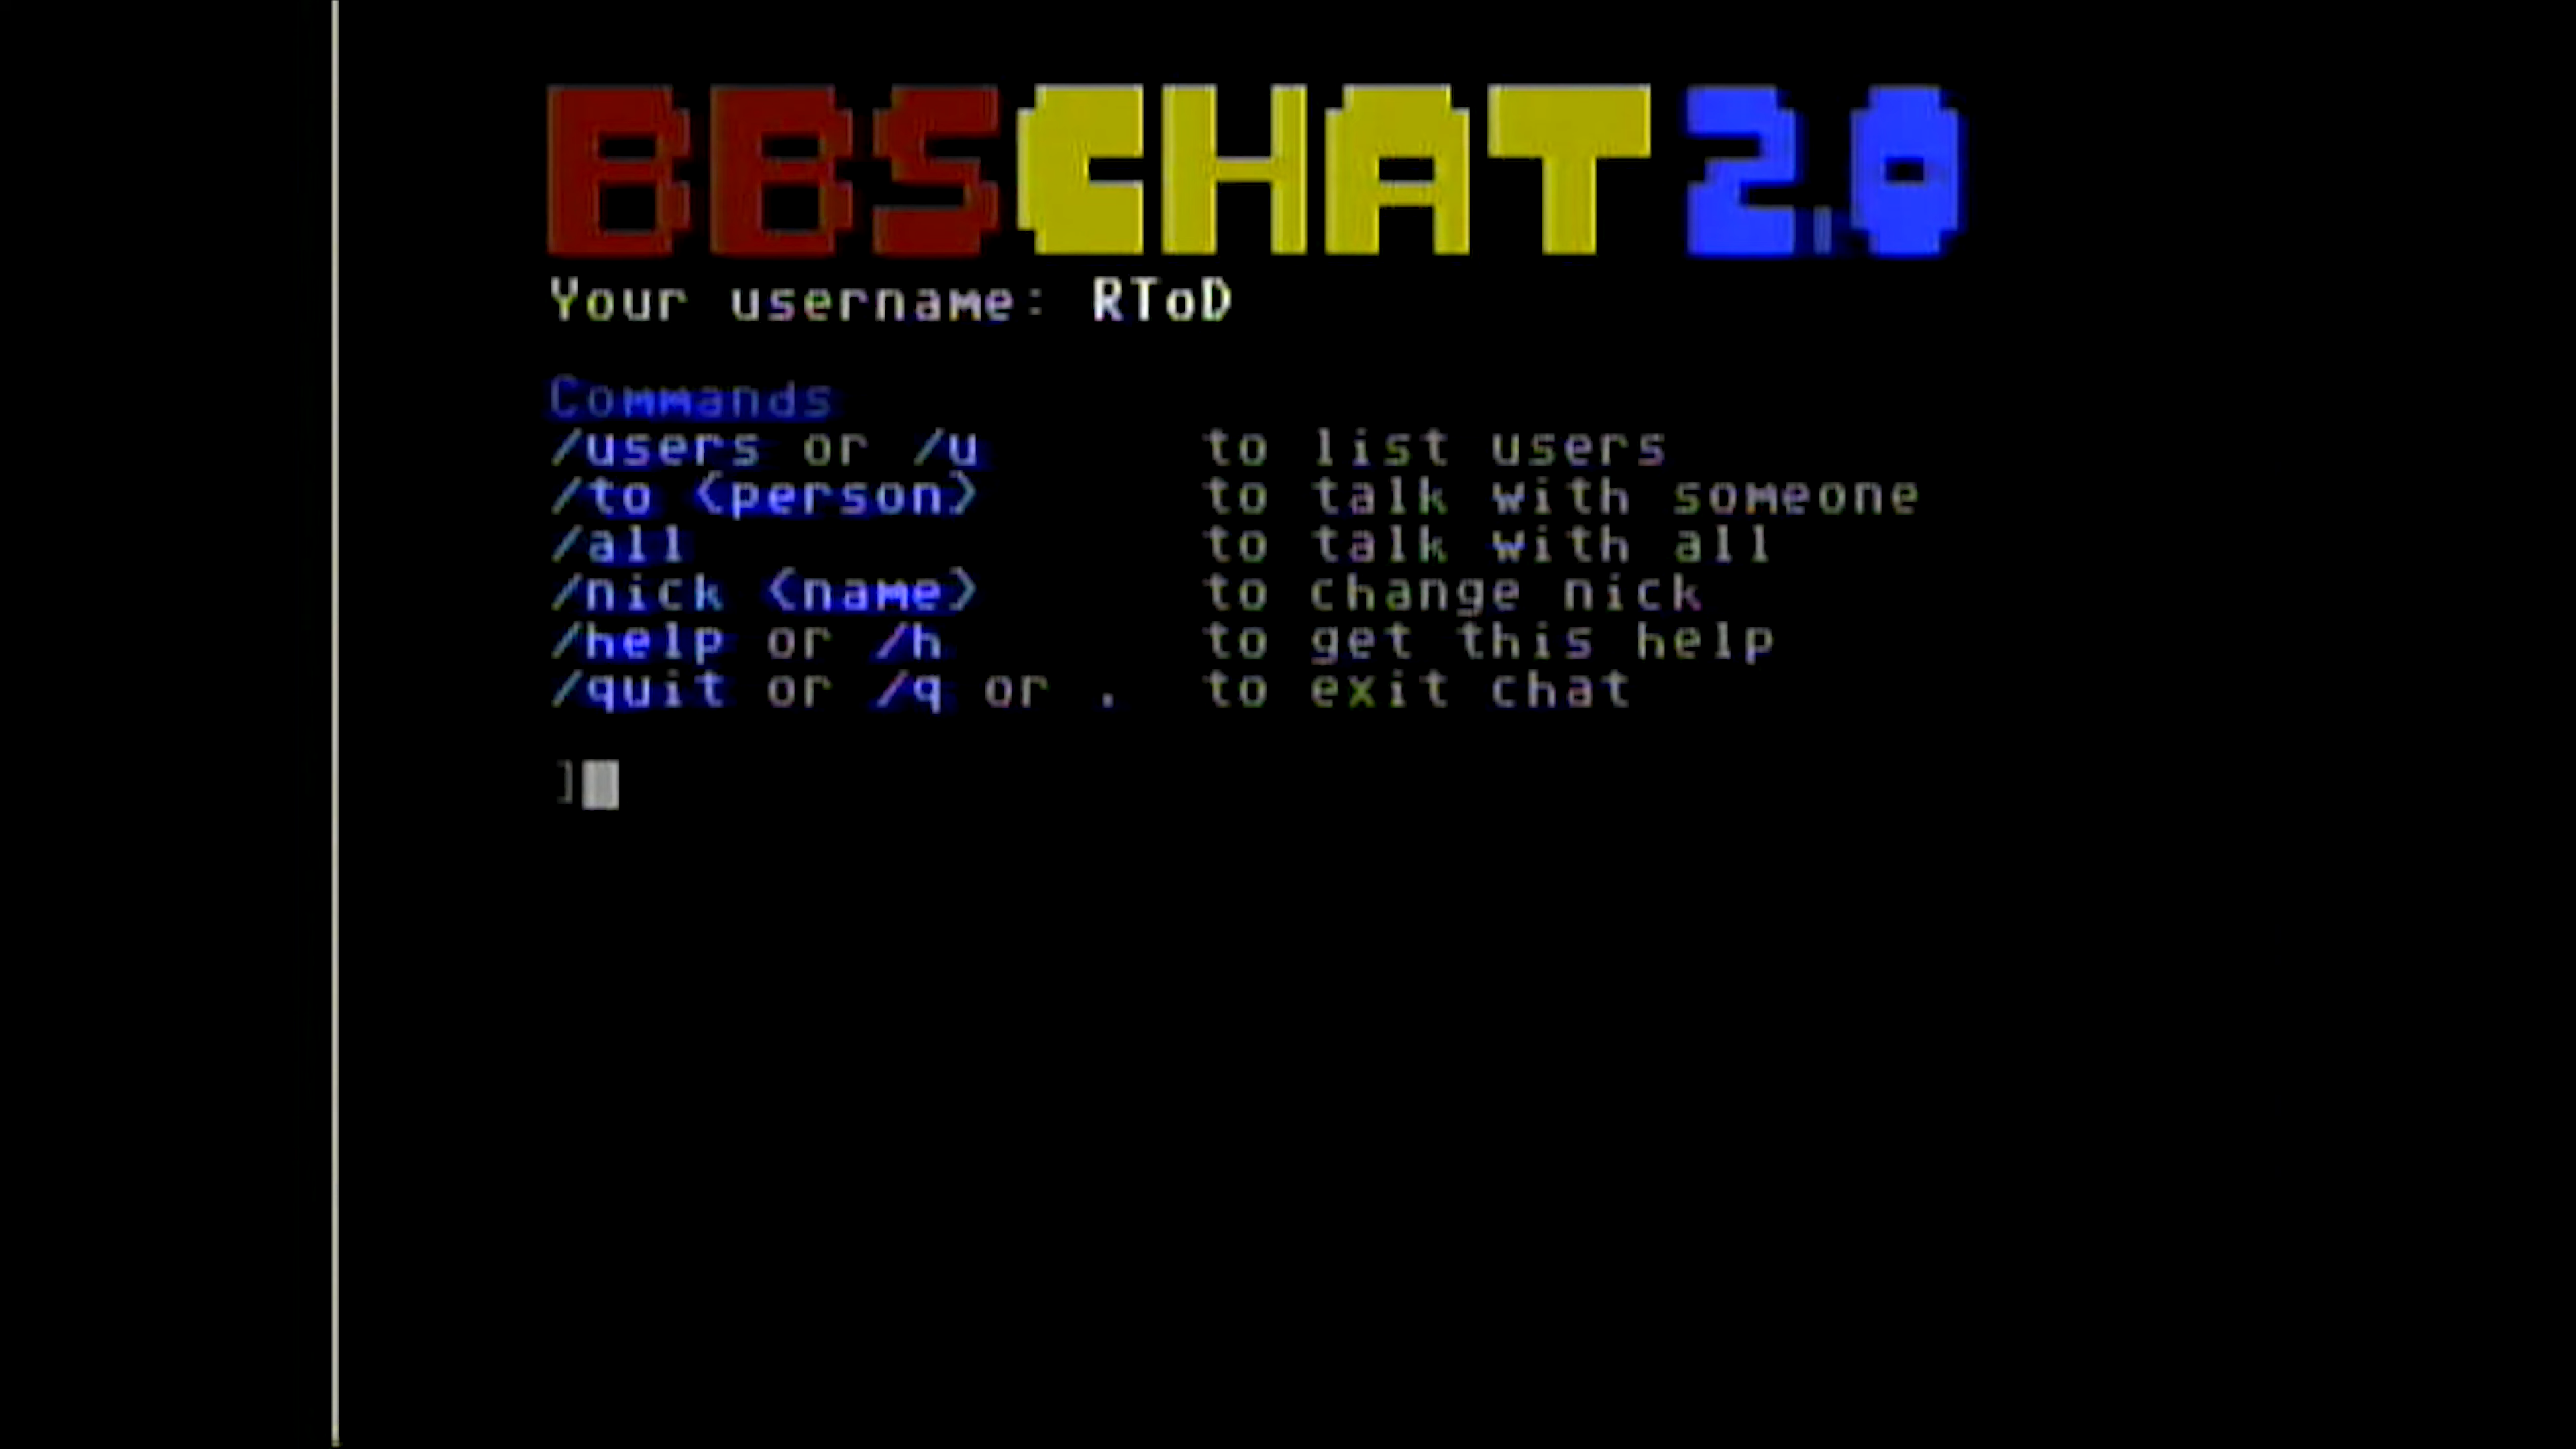 BBSCHAT 2.0
Your username: RToD
Commands
/users or /u to list users
/to <person> to talk with someone
/all to talk with all
/nick <name> to change nick
/help or /h to get this help
/quit or /q or . to exit chat
]